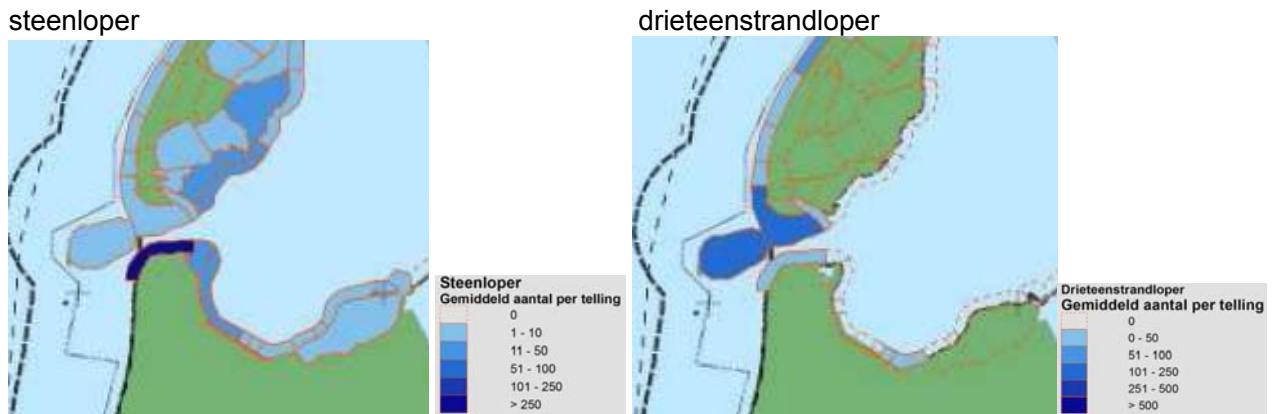 steenloper
drieteenstrandloper
Steenloper
Gemiddeld aantal per telling
0
1 - 10
11 - 50
51 - 100
101 - 250
> 250
Drieteenstrandloper
Gemiddeld aantal per telling
0
0 - 50
51 - 100
101 - 250
251 - 500
> 500